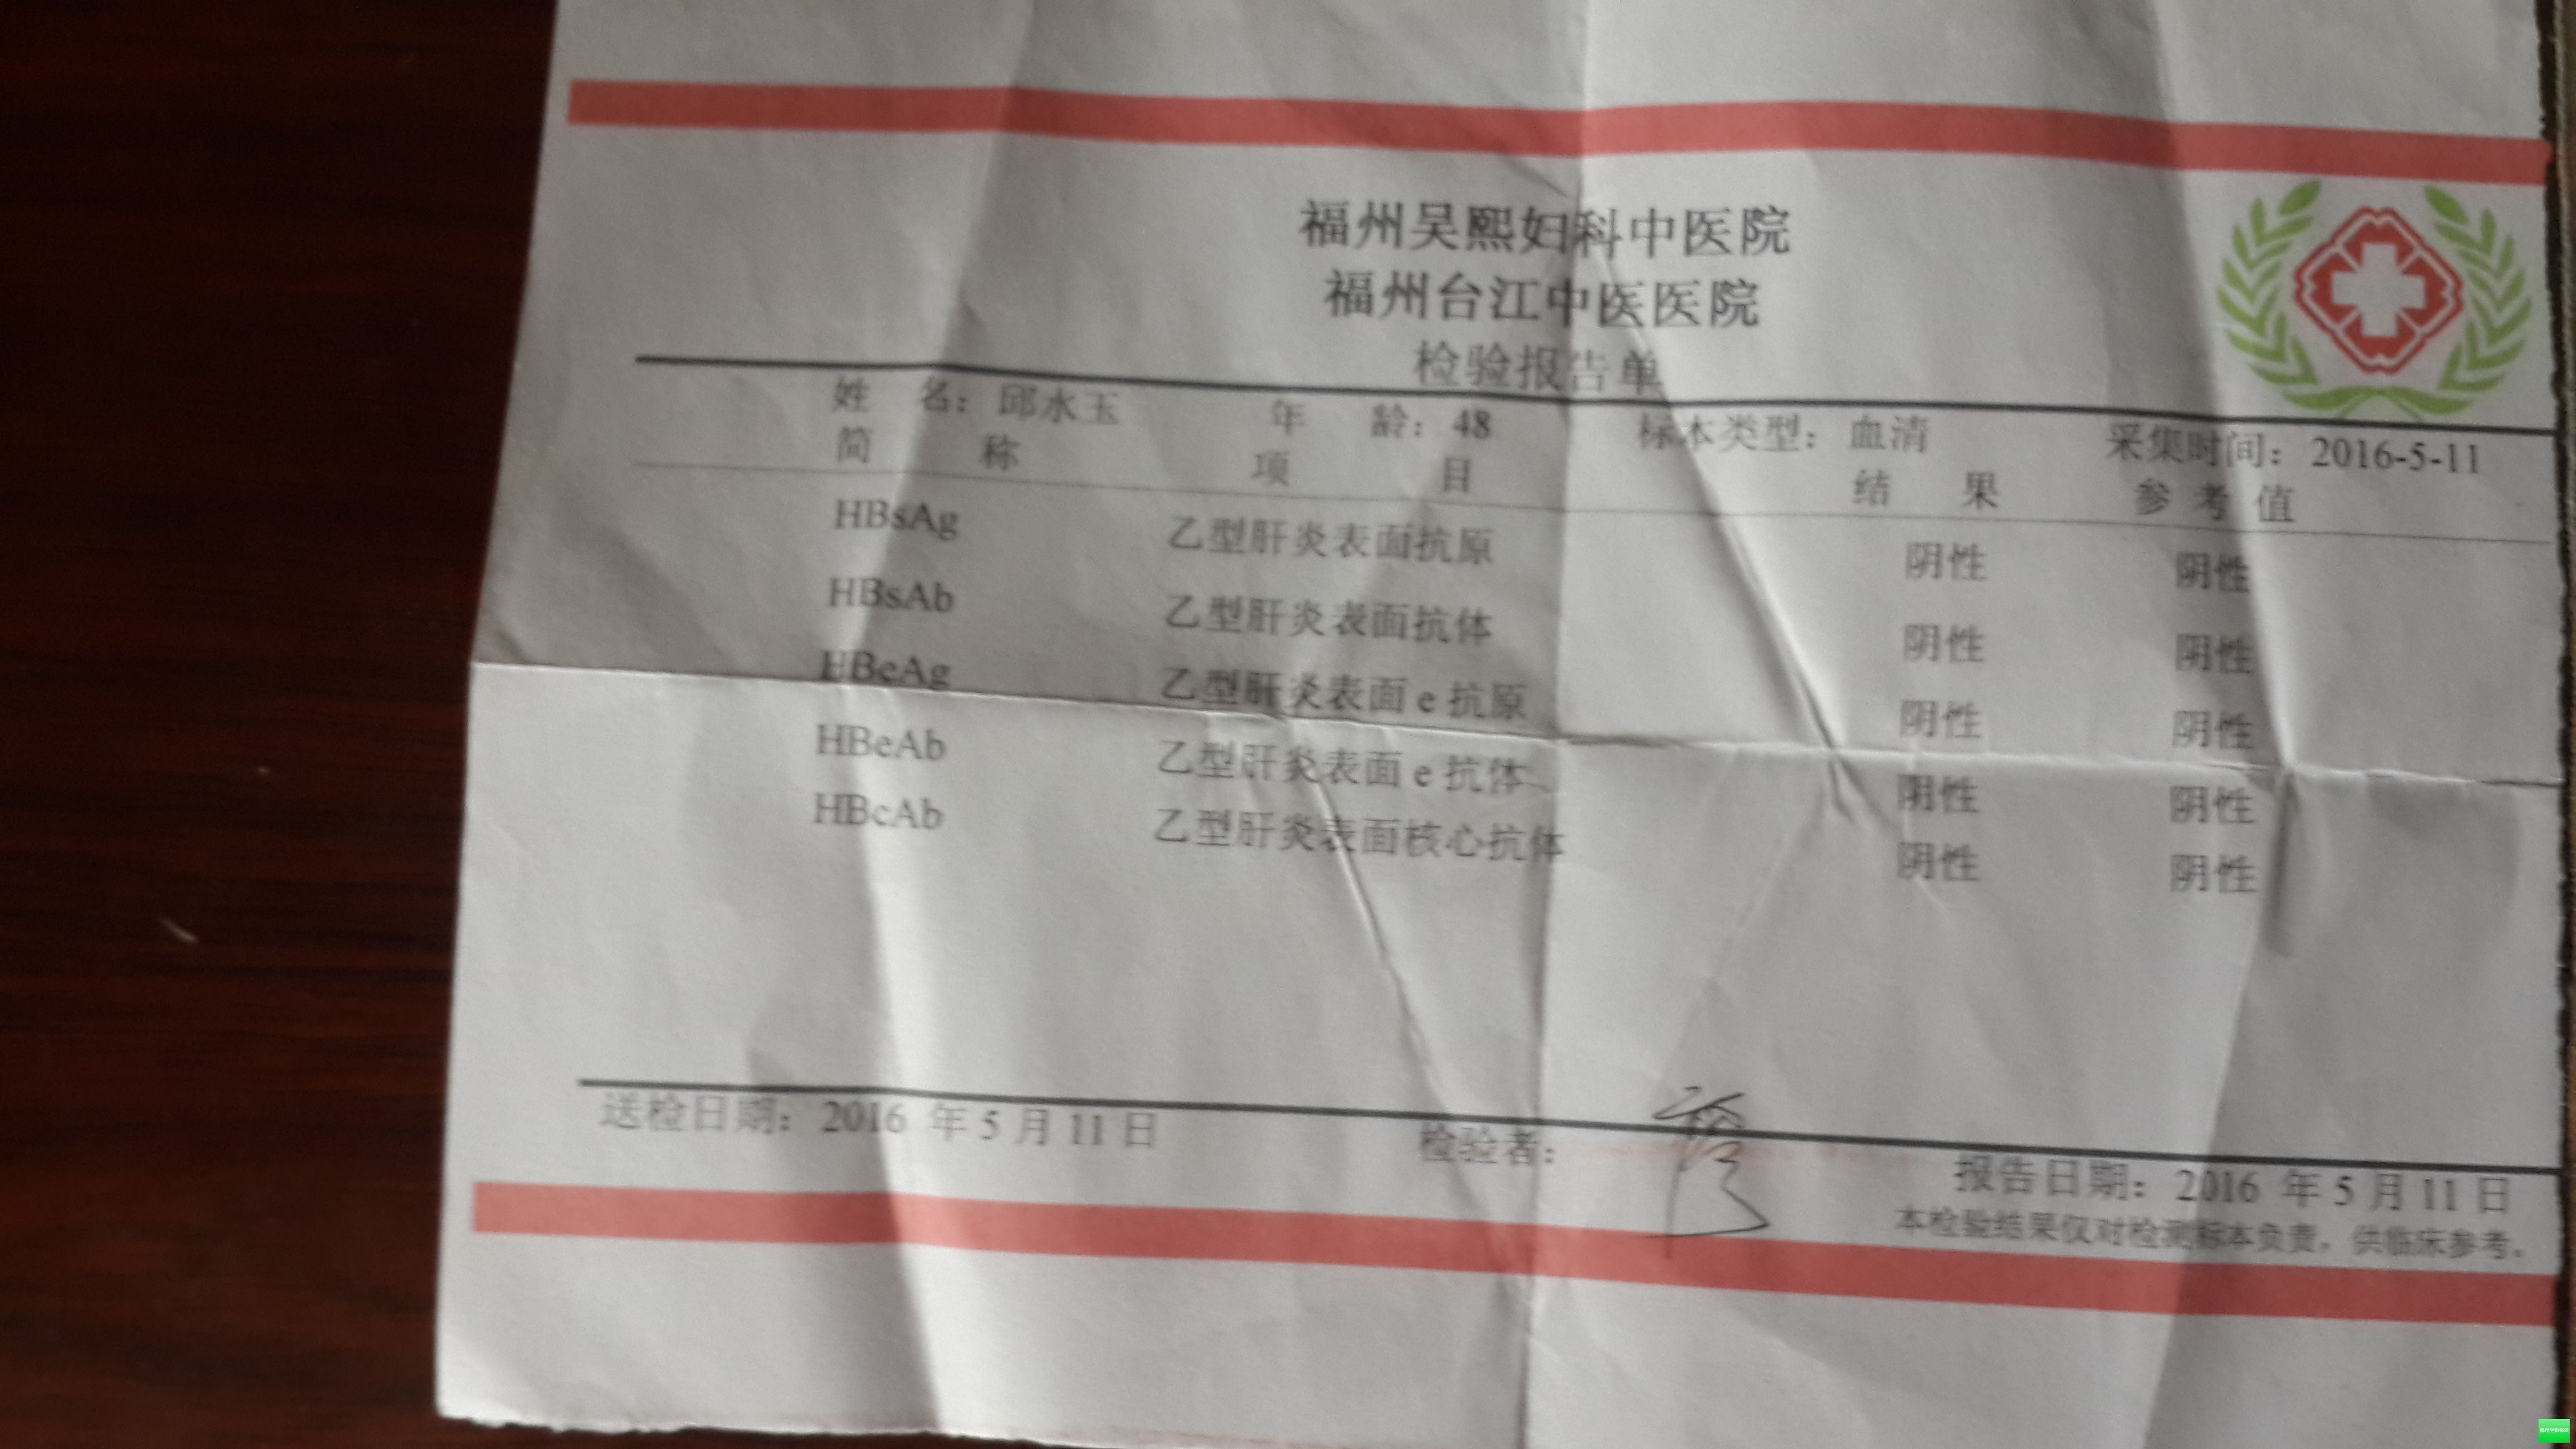 福州吴熙妇科中医院
福州台江中医医院
检验报告单
姓 名：邱水玉 年 龄：48 标本类型：血清 采集时间：2016-5-11
简 称 项 目 结 果 参 考 值
HBsAg 乙型肝炎表面抗原 阴性 阴性
HBsAb 乙型肝炎表面抗体 阴性 阴性
HBeAg 乙型肝炎表面 e 抗原 阴性 阴性
HBeAb 乙型肝炎表面 e 抗体 阴性 阴性
HBcAb 乙型肝炎表面核心抗体 阴性 阴性
送检日期：2016 年 5 月 11 日 检验者： 报告日期：2016 年 5 月 11 日
本检验结果仅对检测标本负责。供临床参考。